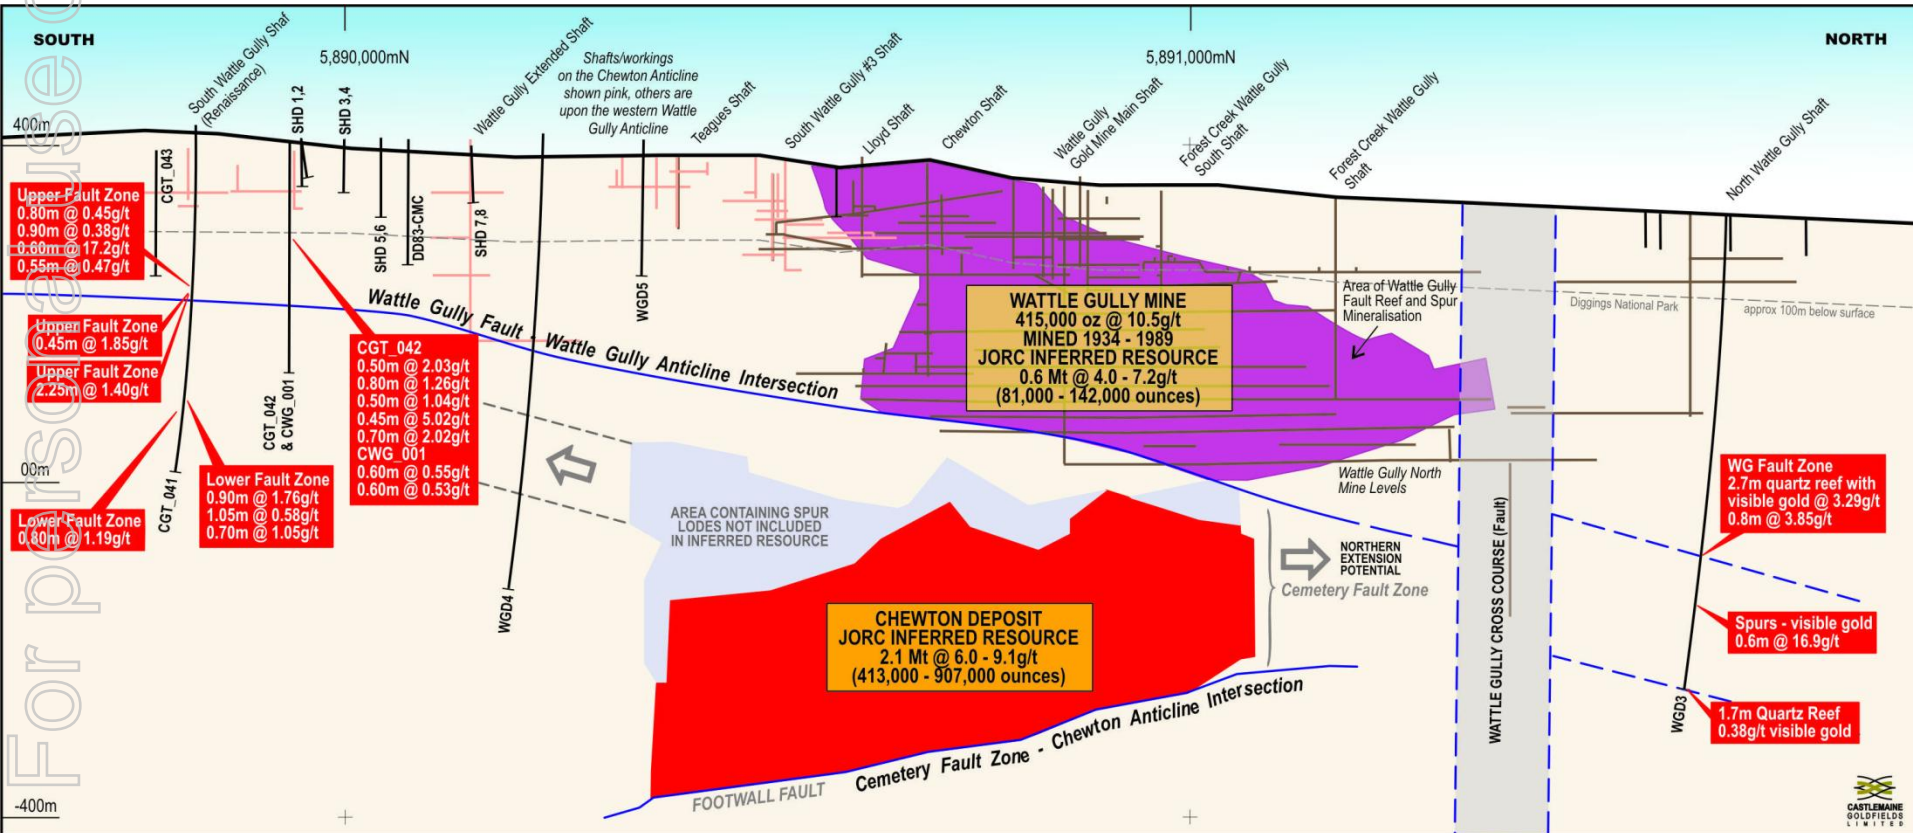 SOUTH
NORTH
5,890,000mN
5,891,000mN
South Wattle Gully Shaf
(Renaissance)
SHD 1,2
SHD 3,4
Wattle Gully Extended Shaft
Shafts/workings
on the Chewton Anticline
shown pink, others are
upon the western Wattle
Gully Anticline
Teagues Shaft
South Wattle Gully #3 Shaft
Lloyd Shaft
Chewton Shaft
Wattle Gully
Gold Mine Main Shaft
Forest Creek Wattle Gully
South Shaft
Forest Creek Wattle Gully
Shaft
North Wattle Gully Shaft
400m
CGT_043
SHD 5,6
DD83-CMC
SHD 7,8
WGD5
Upper Fault Zone
0.80m @ 0.45g/t
0.90m @ 0.38g/t
0.60m @ 17.2g/t
0.55m @ 0.47g/t
Upper Fault Zone
0.45m @ 1.85g/t
Upper Fault Zone
2.25m @ 1.40g/t
Wattle Gully Fault - Wattle Gully Anticline Intersection
CGT_042
0.50m @ 2.03g/t
0.80m @ 1.26g/t
0.50m @ 1.04g/t
0.45m @ 5.02g/t
0.70m @ 2.02g/t
CWG_001
0.60m @ 0.55g/t
0.60m @ 0.53g/t
CGT_042
& CWG_001
WATTLE GULLY MINE
415,000 oz @ 10.5g/t
MINED 1934 - 1989
JORC INFERRED RESOURCE
0.6 Mt @ 4.0 - 7.2g/t
(81,000 - 142,000 ounces)
Area of Wattle Gully
Fault Reef and Spur
Mineralisation
Diggings National Park
approx 100m below surface
00m
Lower Fault Zone
0.80m @ 1.19g/t
CGT_041
Lower Fault Zone
0.90m @ 1.76g/t
1.05m @ 0.58g/t
0.70m @ 1.05g/t
WGD4
AREA CONTAINING SPUR
LODES NOT INCLUDED
IN INFERRED RESOURCE
Wattle Gully North
Mine Levels
NORTHERN
EXTENSION
POTENTIAL
Cemetery Fault Zone
WATTLE GULLY CROSS COURSE (Fault)
WG Fault Zone
2.7m quartz reef with
visible gold @ 3.29g/t
0.8m @ 3.85g/t
Spurs - visible gold
0.6m @ 16.9g/t
WGD3
1.7m Quartz Reef
0.38g/t visible gold
CHEWTON DEPOSIT
JORC INFERRED RESOURCE
2.1 Mt @ 6.0 - 9.1g/t
(413,000 - 907,000 ounces)
Cemetery Fault Zone - Chewton Anticline Intersection
FOOTWALL FAULT
-400m
CASTLEMAINE
GOLDFIELDS
LIMITED
For personal use o